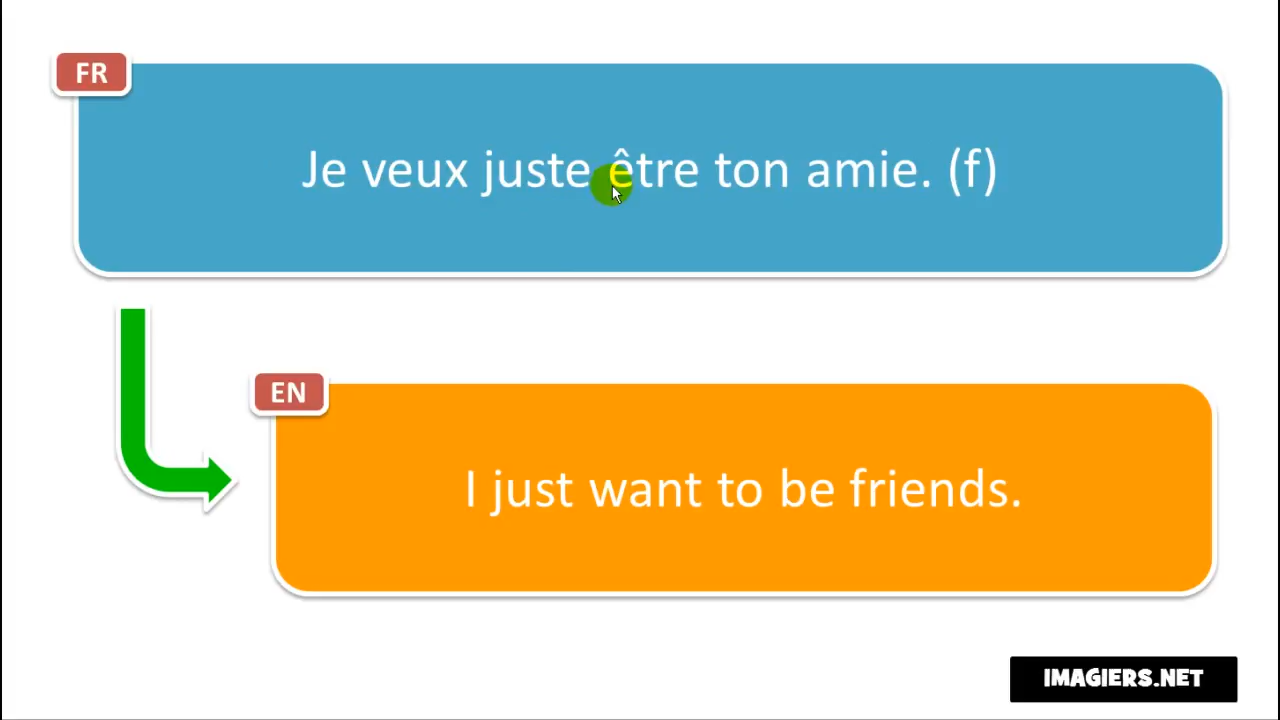 FR
Je veux juste être ton amie. (f)
EN
I just want to be friends.
IMAGIERS.NET